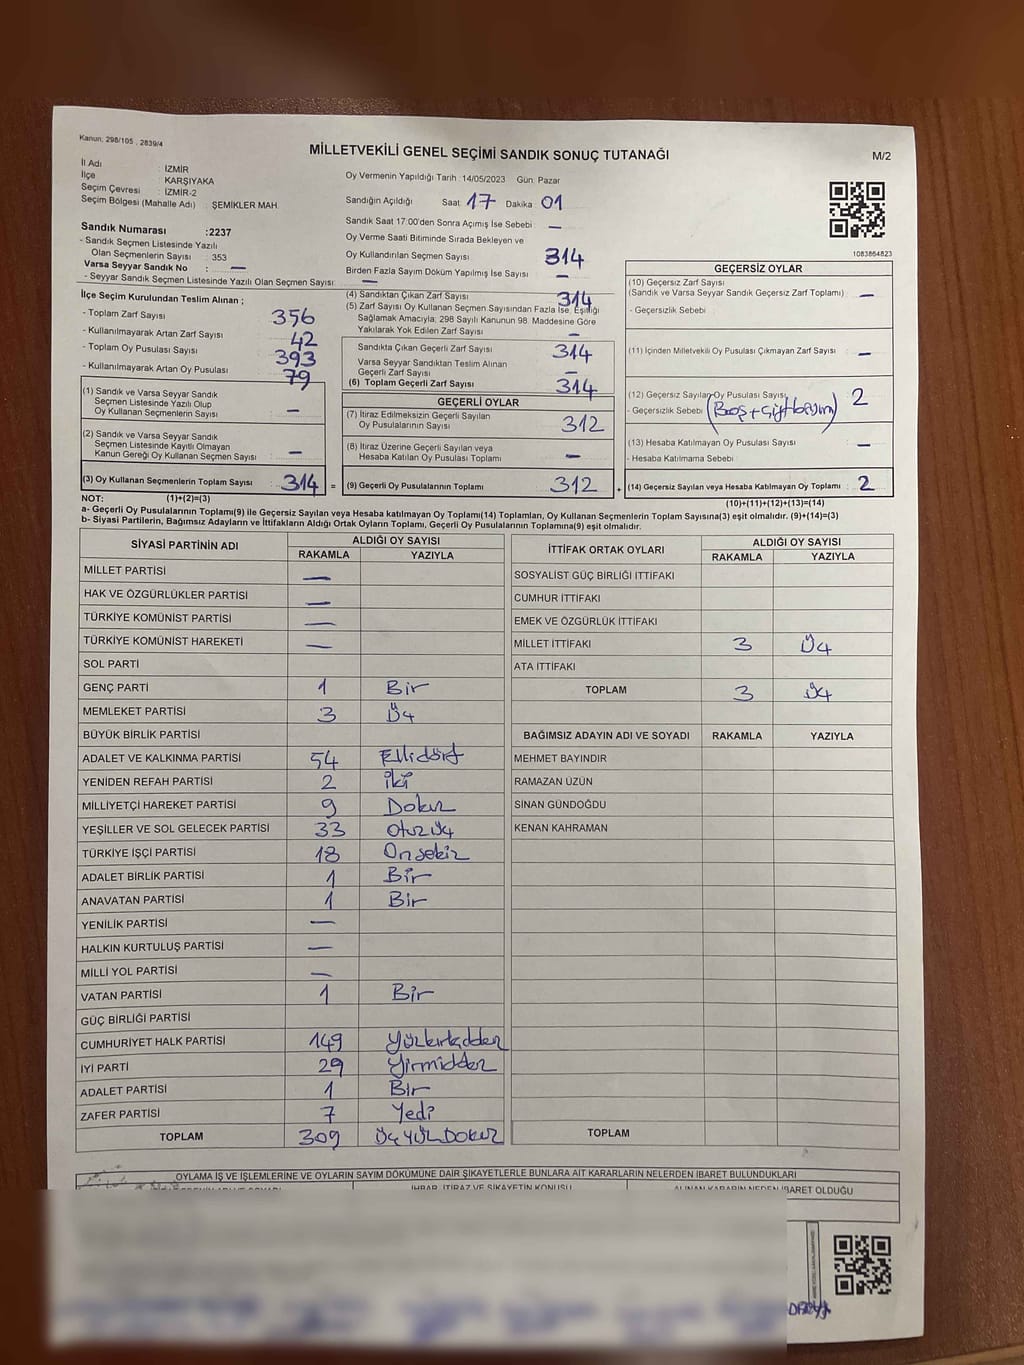 Kanun: 298/105 , 2839/4
MİLLETVEKİLİ GENEL SEÇİMİ SANDIK SONUÇ TUTANAĞI
M/2
İl Adı : İZMİR
İlçe : KARŞIYAKA
Seçim Çevresi : İZMİR-2
Seçim Bölgesi (Mahalle Adı) : ŞEMİKLER MAH.
Sandık Numarası :2237
- Sandık Seçmen Listesinde Yazılı
Olan Seçmenlerin Sayısı : 353
Varsa Seyyar Sandık No : —
- Seyyar Sandık Seçmen Listesinde Yazılı Olan Seçmen Sayısı —
Oy Vermenin Yapıldığı Tarih : 14/05/2023 Gün: Pazar
Sandığın Açıldığı Saat 17 Dakika 01
Sandık Saat 17:00'den Sonra Açılmış İse Sebebi —
Oy Verme Saati Bitiminde Sırada Bekleyen ve
Oy Kullandırılan Seçmen Sayısı 314
Birden Fazla Sayım Döküm Yapılmış İse Sayısı —
1083864823
İlçe Seçim Kurulundan Teslim Alınan ;
- Toplam Zarf Sayısı 356
- Kullanılmayarak Artan Zarf Sayısı 42
- Toplam Oy Pusulası Sayısı 393
- Kullanılmayarak Artan Oy Pusulası 79
(1) Sandık ve Varsa Seyyar Sandık
Seçmen Listesinde Yazılı Olup
Oy Kullanan Seçmenlerin Sayısı —
(2) Sandık ve Varsa Seyyar Sandık
Seçmen Listesinde Kayıtlı Olmayan
Kanun Gereği Oy Kullanan Seçmen Sayısı —
(3) Oy Kullanan Seçmenlerin Toplam Sayısı 314 =
(4) Sandıktan Çıkan Zarf Sayısı 314
(5) Zarf Sayısı Oy Kullanan Seçmen Sayısından Fazla İse, Eşitliği
Sağlamak Amacıyla; 298 Sayılı Kanunun 98. Maddesine Göre
Yakılarak Yok Edilen Zarf Sayısı —
Sandıkta Çıkan Geçerli Zarf Sayısı 314
Varsa Seyyar Sandıktan Teslim Alınan
Geçerli Zarf Sayısı —
(6) Toplam Geçerli Zarf Sayısı 314
GEÇERLİ OYLAR
(7) İtiraz Edilmeksizin Geçerli Sayılan
Oy Pusulalarının Sayısı 312
(8) İtiraz Üzerine Geçerli Sayılan veya
Hesaba Katılan Oy Pusulası Toplamı —
(9) Geçerli Oy Pusulalarının Toplamı 312 +
GEÇERSİZ OYLAR
(10) Geçersiz Zarf Sayısı
(Sandık ve Varsa Seyyar Sandık Geçersiz Zarf Toplamı) —
- Geçersizlik Sebebi
(11) İçinden Milletvekili Oy Pusulası Çıkmayan Zarf Sayısı —
(12) Geçersiz Sayılan Oy Pusulası Sayısı 2
- Geçersizlik Sebebi (Boş + Çift basım)
(13) Hesaba Katılmayan Oy Pusulası Sayısı —
- Hesaba Katılmama Sebebi
(14) Geçersiz Sayılan veya Hesaba Katılmayan Oy Toplamı 2
NOT: (1)+(2)=(3) (10)+(11)+(12)+(13)=(14)
a- Geçerli Oy Pusulalarının Toplamı(9) ile Geçersiz Sayılan veya Hesaba katılmayan Oy Toplamı(14) Toplamları, Oy Kullanan Seçmenlerin Toplam Sayısına(3) eşit olmalıdır. (9)+(14)=(3)
b- Siyasi Partilerin, Bağımsız Adayların ve İttifakların Aldığı Ortak Oyların Toplamı, Geçerli Oy Pusulalarının Toplamına(9) eşit olmalıdır.
SİYASİ PARTİNİN ADI ALDIĞI OY SAYISI
RAKAMLA YAZIYLA
MİLLET PARTİSİ —
HAK VE ÖZGÜRLÜKLER PARTİSİ —
TÜRKİYE KOMÜNİST PARTİSİ —
TÜRKİYE KOMÜNİST HAREKETİ —
SOL PARTİ
GENÇ PARTİ 1 Bir
MEMLEKET PARTİSİ 3 Üç
BÜYÜK BİRLİK PARTİSİ
ADALET VE KALKINMA PARTİSİ 54 Ellidört
YENİDEN REFAH PARTİSİ 2 iki
MİLLİYETÇİ HAREKET PARTİSİ 9 Dokuz
YEŞİLLER VE SOL GELECEK PARTİSİ 33 Otuzüç
TÜRKİYE İŞÇİ PARTİSİ 18 Onsekiz
ADALET BİRLİK PARTİSİ 1 Bir
ANAVATAN PARTİSİ 1 Bir
YENİLİK PARTİSİ —
HALKIN KURTULUŞ PARTİSİ —
MİLLİ YOL PARTİSİ —
VATAN PARTİSİ 1 Bir
GÜÇ BİRLİĞİ PARTİSİ
CUMHURİYET HALK PARTİSİ 149 Yüzkırkdokuz
İYİ PARTİ 29 Yirmidokuz
ADALET PARTİSİ 1 Bir
ZAFER PARTİSİ 7 Yedi
TOPLAM 309 ÜçYüzDokuz
İTTİFAK ORTAK OYLARI ALDIĞI OY SAYISI
RAKAMLA YAZIYLA
SOSYALİST GÜÇ BİRLİĞİ İTTİFAKI
CUMHUR İTTİFAKI
EMEK VE ÖZGÜRLÜK İTTİFAKI
MİLLET İTTİFAKI 3 Üç
ATA İTTİFAKI
TOPLAM 3 Üç
BAĞIMSIZ ADAYIN ADI VE SOYADI RAKAMLA YAZIYLA
MEHMET BAYINDIR
RAMAZAN ÜZÜN
SİNAN GÜNDOĞDU
KENAN KAHRAMAN
TOPLAM
OYLAMA İŞ VE İŞLEMLERİNE VE OYLARIN SAYIM DÖKÜMÜNE DAİR ŞİKAYETLERLE BUNLARA AİT KARARLARIN NELERDEN İBARET BULUNDUKLARI
İHBAR, İTİRAZ VE ŞİKAYETİN KONUSU ALINAN KARARIN NEDEN İBARET OLDUĞU